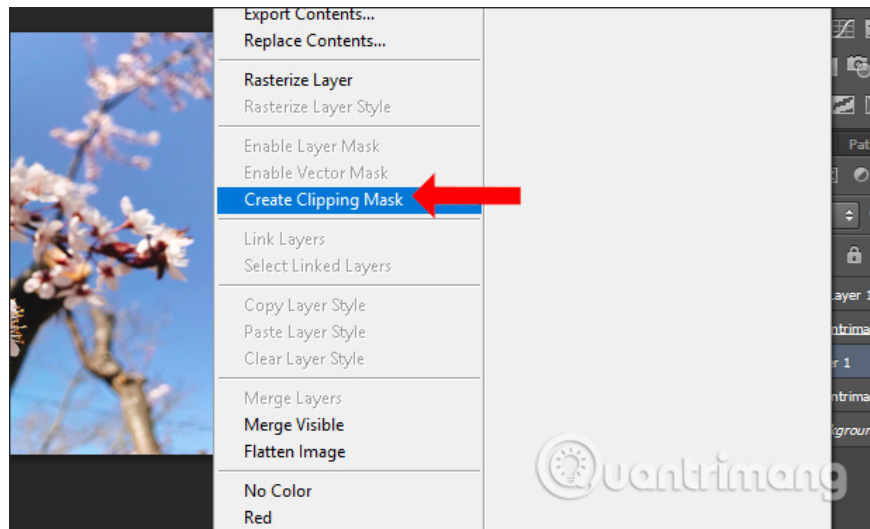 Export Contents...
Replace Contents...
Rasterize Layer
Rasterize Layer Style
Enable Layer Mask
Enable Vector Mask
Create Clipping Mask
Link Layers
Select Linked Layers
Copy Layer Style
Paste Layer Style
Clear Layer Style
Merge Layers
Merge Visible
Flatten Image
No Color
Red
Pat
ayer 1
ntrima
r 1
ntrima
kgroun
Quantrimang